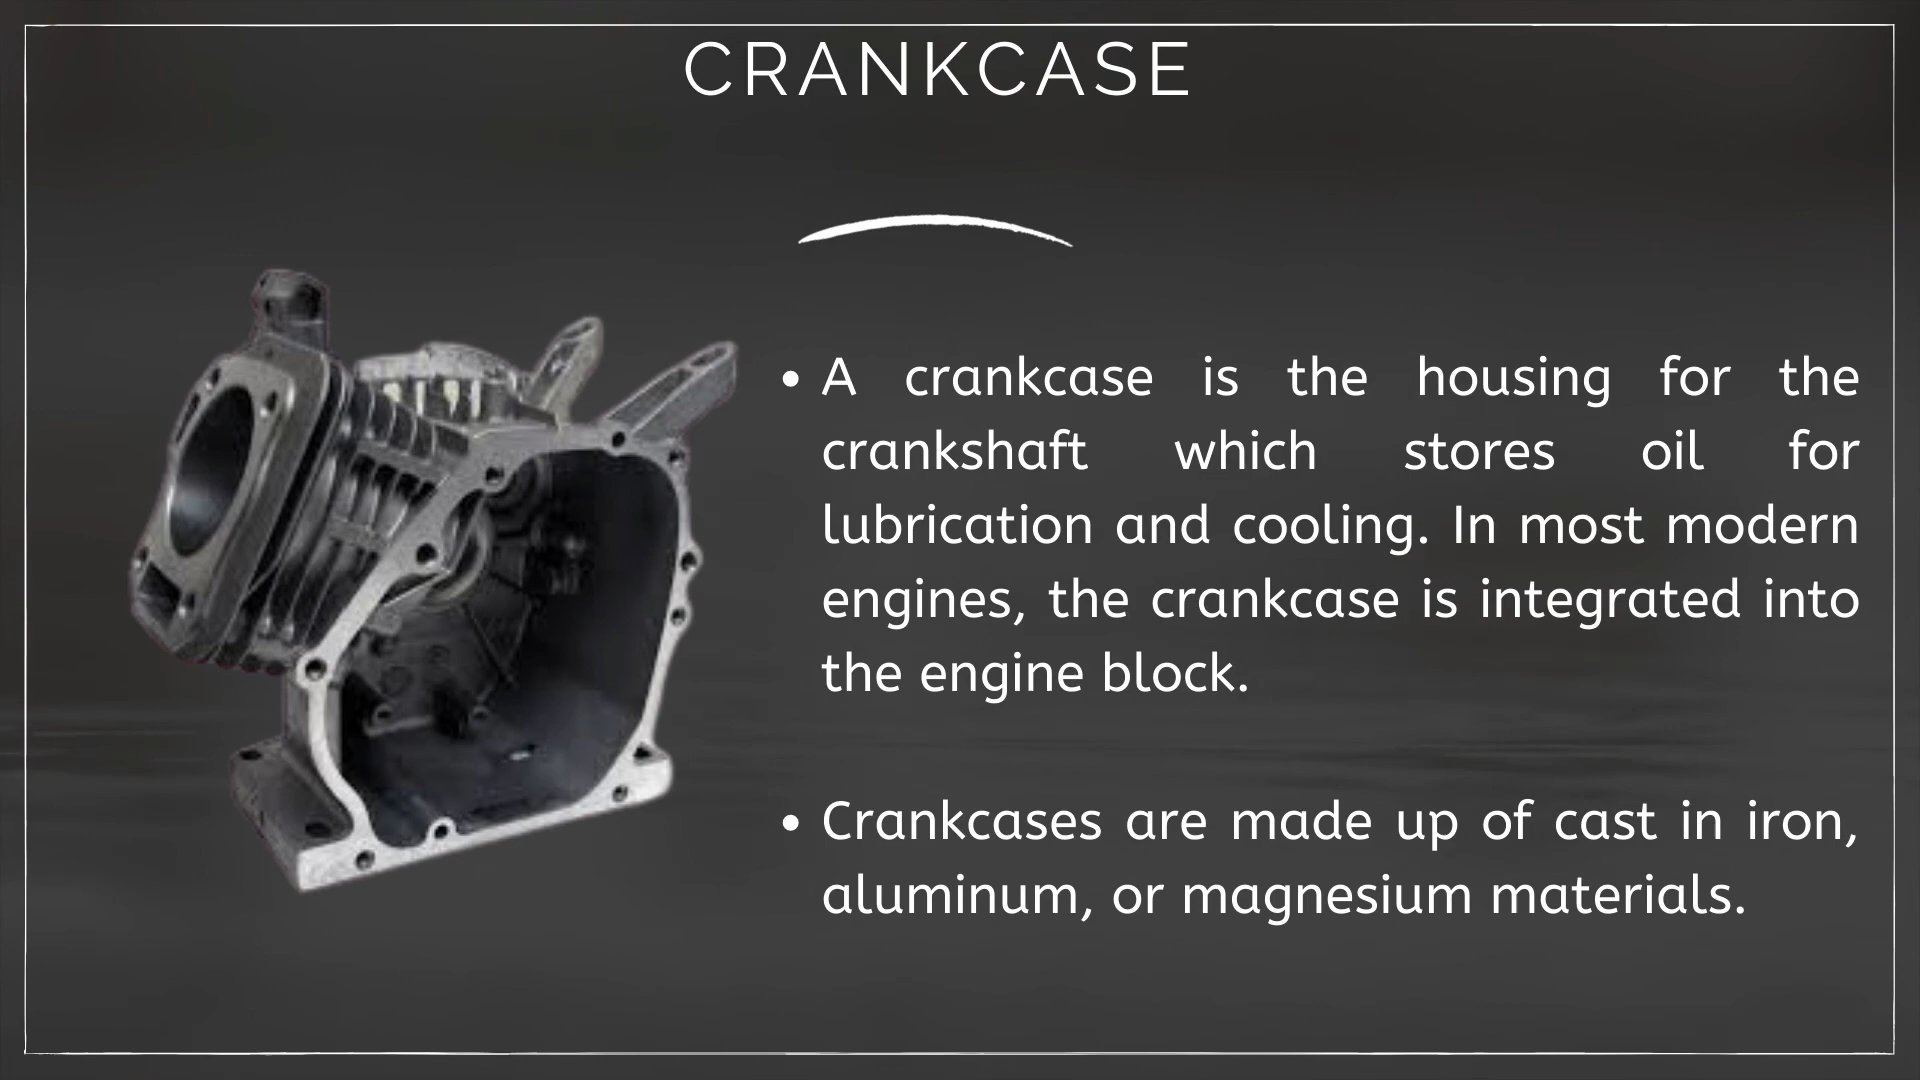 CRANKCASE
• A crankcase is the housing for the
crankshaft which stores oil for
lubrication and cooling. In most modern
engines, the crankcase is integrated into
the engine block.
• Crankcases are made up of cast in iron,
aluminum, or magnesium materials.